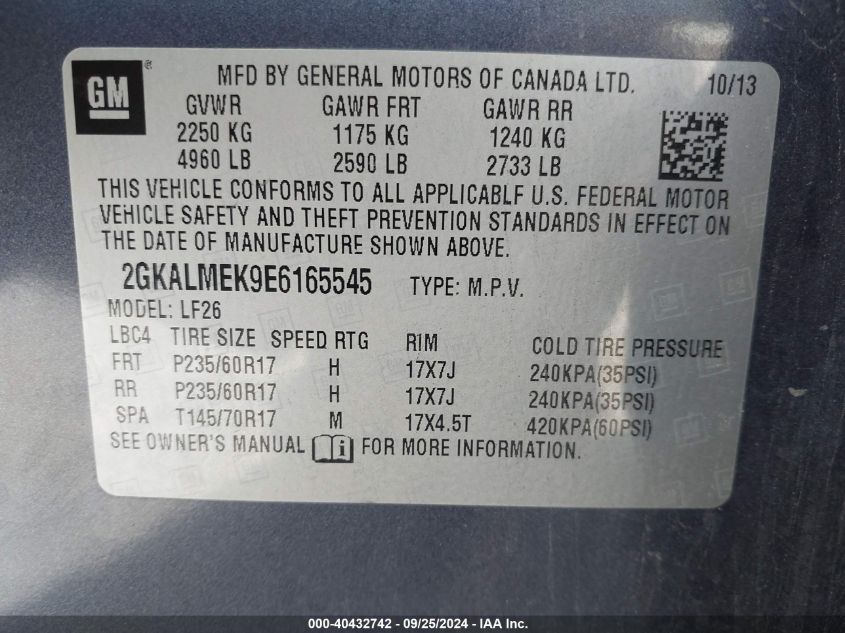 GM ® MFD BY GENERAL MOTORS OF CANADA LTD. 10/13
GVWR GAWR FRT GAWR RR
2250 KG 1175 KG 1240 KG
4960 LB 2590 LB 2733 LB
THIS VEHICLE CONFORMS TO ALL APPLICABLF U.S. FEDERAL MOTOR
VEHICLE SAFETY AND THEFT PREVENTION STANDARDS IN EFFECT ON
THE DATE OF MANUFACTURE SHOWN ABOVE.
2GKALMEK9E6165545 TYPE: M.P.V.
MODEL: LF26
LBC4 TIRE SIZE SPEED RTG RIM COLD TIRE PRESSURE
FRT P235/60R17 H 17X7J 240KPA(35PSI)
RR P235/60R17 H 17X7J 240KPA(35PSI)
SPA T145/70R17 M 17X4.5T 420KPA(60PSI)
SEE OWNER'S MANUAL i FOR MORE INFORMATION.
000-40432742 - 09/25/2024 - IAA Inc.